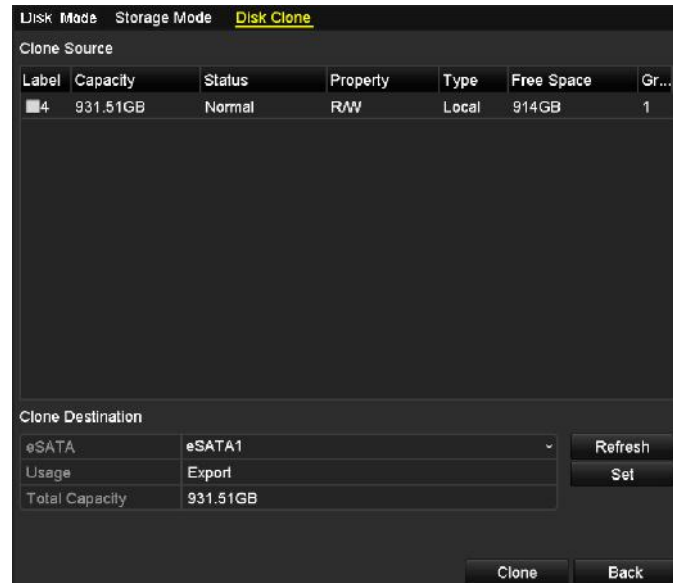 Disk Mode Storage Mode Disk Clone
Clone Source
Label Capacity Status Property Type Free Space Gr...
4 931.51GB Normal R/W Local 914GB 1
Clone Destination
eSATA eSATA1 Refresh
Usage Export Set
Total Capacity 931.51GB
Clone Back